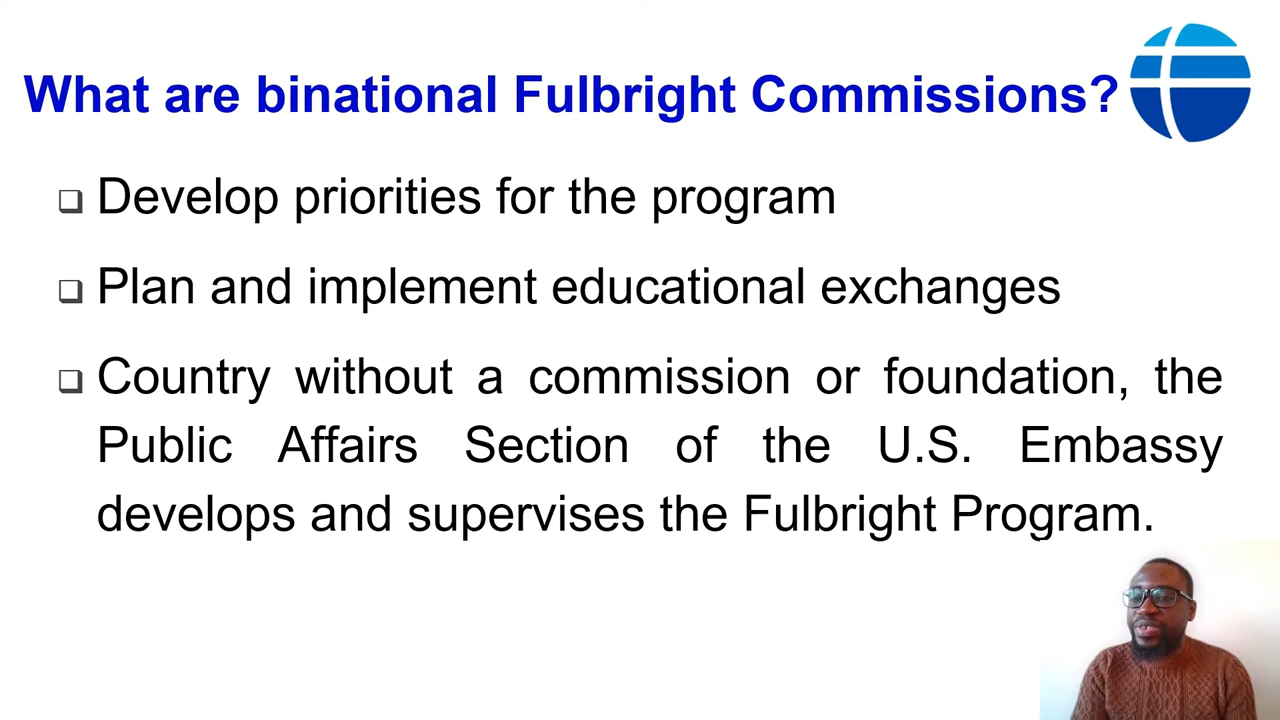 What are binational Fulbright Commissions?
Develop priorities for the program
Plan and implement educational exchanges
Country without a commission or foundation, the
Public Affairs Section of the U.S. Embassy
develops and supervises the Fulbright Program.